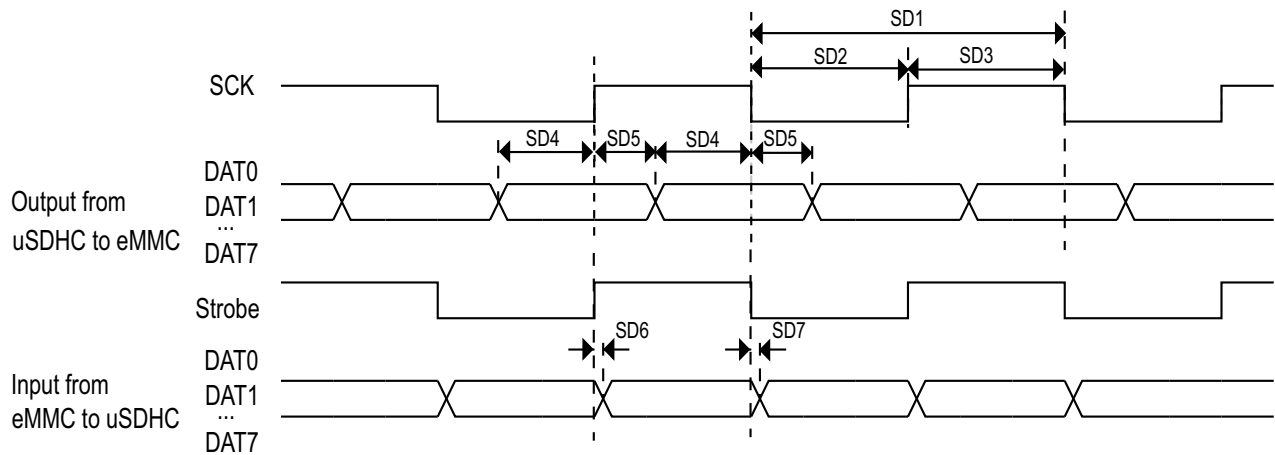 SD1
SD2 SD3
SCK
SD4 SD5 SD4 SD5
DAT0
Output from DAT1
...
uSDHC to eMMC DAT7
Strobe
SD6 SD7
DAT0
Input from DAT1
...
eMMC to uSDHC DAT7